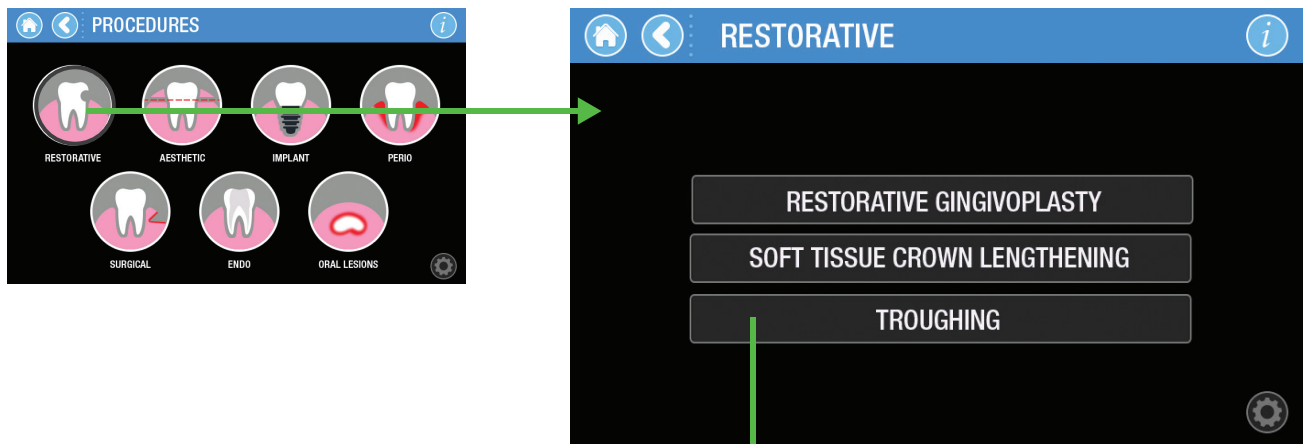 PROCEDURES
i
RESTORATIVE
AESTHETIC
IMPLANT
PERIO
SURGICAL
ENDO
ORAL LESIONS
RESTORATIVE
i
RESTORATIVE GINGIVOPLASTY
SOFT TISSUE CROWN LENGTHENING
TROUGHING